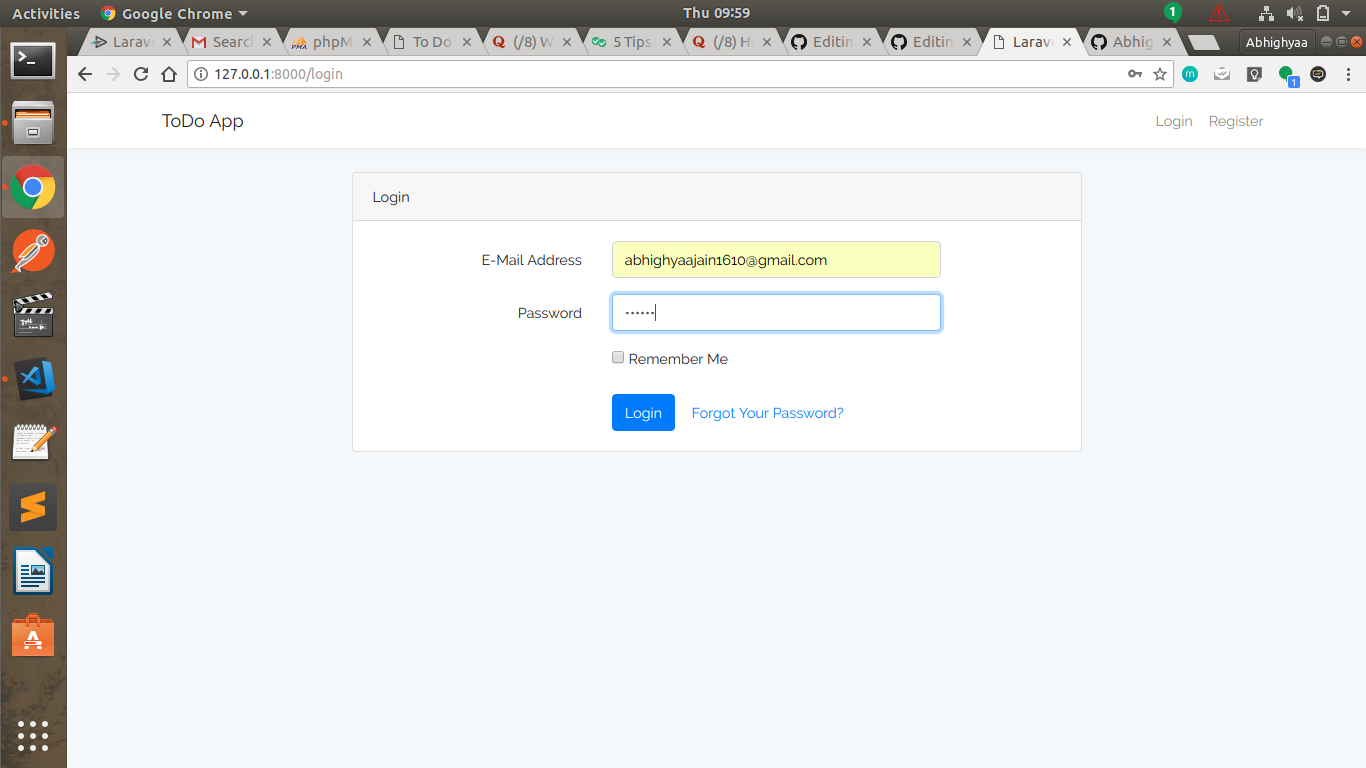 Activities Google Chrome Thu 09:59 1
Larav Searc phpM To Do (/8) W 5 Tips (/8) H Editin Editin Larav Abhig Abhighyaa
127.0.0.1:8000/login m 1
ToDo App Login Register
Login
E-Mail Address abhighyaajain1610@gmail.com
Password ••••••
Remember Me
Login Forgot Your Password?